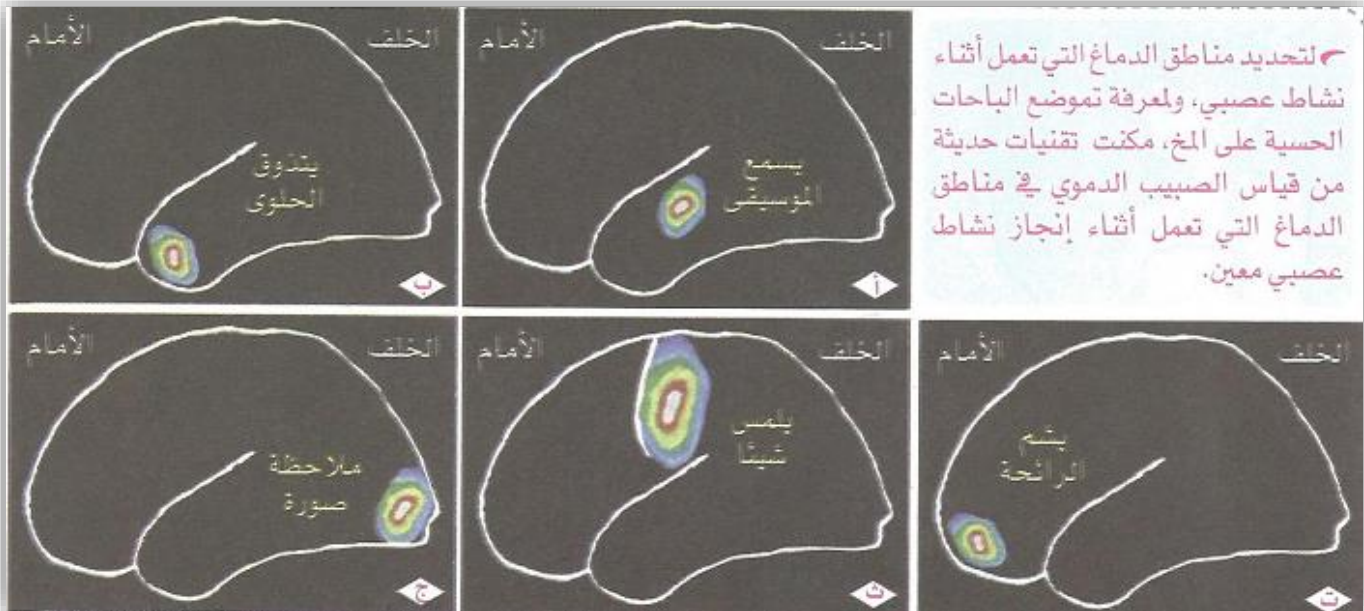 لتحديد مناطق الدماغ التي تعمل أثناء
نشاط عصبي، ولمعرفة تموضع الباحات
الحسية على المخ، مكنت تقنيات حديثة
من قياس الصبيب الدموي في مناطق
الدماغ التي تعمل أثناء إنجاز نشاط
عصبي معين.
الخلف
الأمام
يسمع
الموسيقى
أ
الخلف
الأمام
يتذوق
الحلوى
ب
الخلف
الأمام
يشم
الرائحة
ت
الخلف
الأمام
يلمس
شيئا
ث
الخلف
الأمام
ملاحظة
صورة
ج